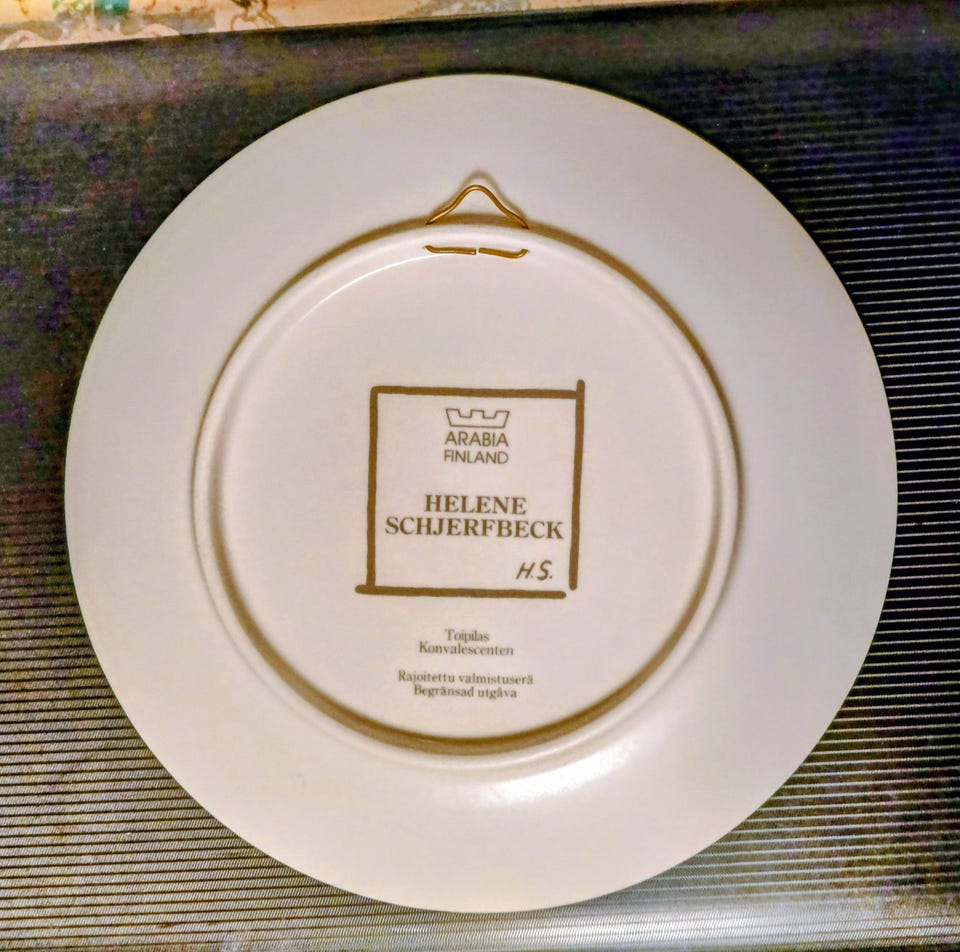 ARABIA
FINLAND
HELENE
SCHJERFBECK
H.S.
Toipilas
Konvalescenten
Rajoitettu valmistuserä
Begränsad utgåva